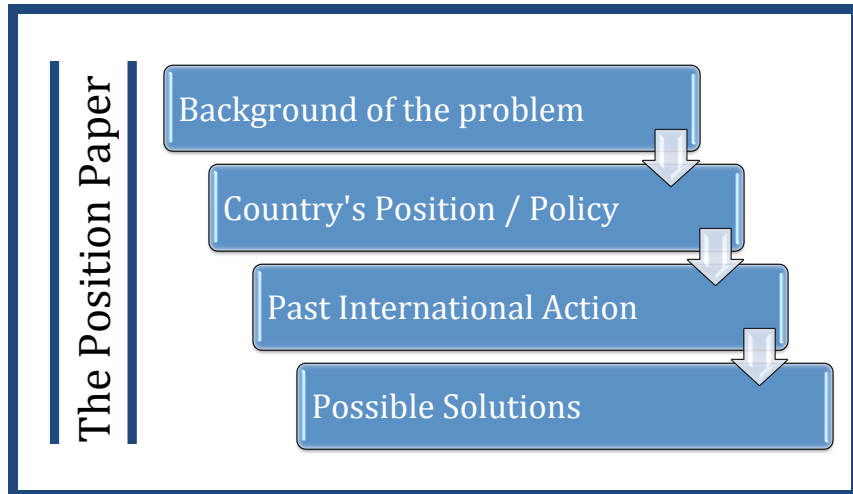 The Position Paper
Background of the problem
Country's Position / Policy
Past International Action
Possible Solutions